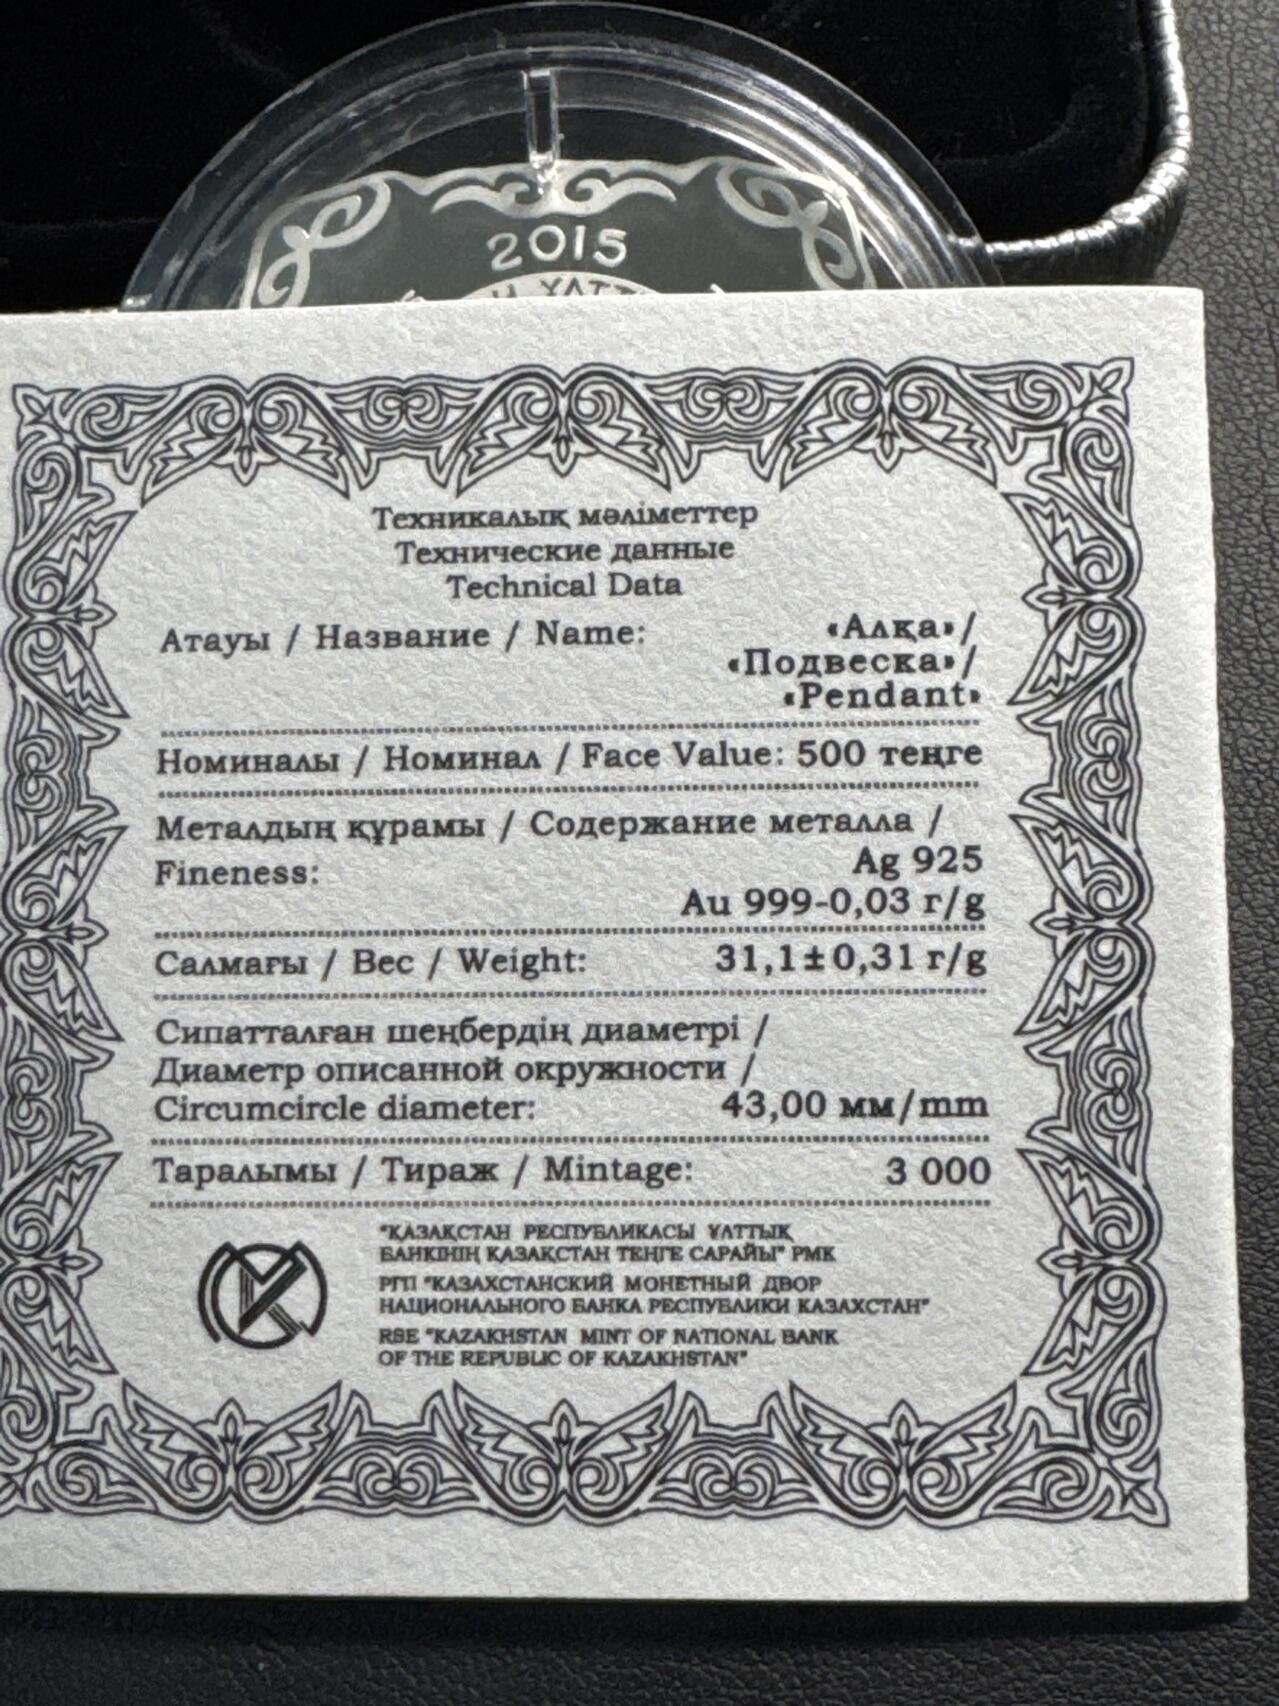 2015
Техникалық мәліметтер
Технические данные
Technical Data
Атауы / Название / Name: «Алқа»/
«Подвеска»/
«Pendant»
Номиналы / Номинал / Face Value: 500 теңге
Металдың құрамы / Содержание металла /
Fineness: Ag 925
Au 999-0,03 г/g
Салмағы / Вес / Weight: 31,1±0,31 г/g
Сипатталған шеңбердің диаметрі /
Диаметр описанной окружности /
Circumcircle diameter: 43,00 мм/mm
Таралымы / Тираж / Mintage: 3 000
"ҚАЗАҚСТАН РЕСПУБЛИКАСЫ ҰЛТТЫҚ
БАНКІНІҢ ҚАЗАҚСТАН ТЕҢГЕ САРАЙЫ" РМК
РГП "КАЗАХСТАНСКИЙ МОНЕТНЫЙ ДВОР
НАЦИОНАЛЬНОГО БАНКА РЕСПУБЛИКИ КАЗАХСТАН"
RSE "KAZAKHSTAN MINT OF NATIONAL BANK
OF THE REPUBLIC OF KAZAKHSTAN"